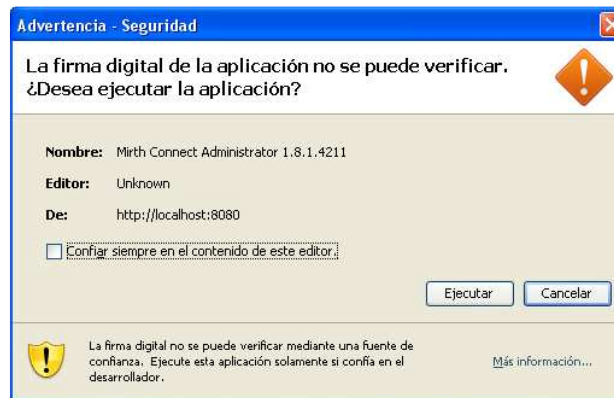 Advertencia - Seguridad
La firma digital de la aplicación no se puede verificar.
¿Desea ejecutar la aplicación?
Nombre: Mirth Connect Administrator 1.8.1.4211
Editor: Unknown
De: http://localhost:8080
Confiar siempre en el contenido de este editor.
Ejecutar Cancelar
La firma digital no se puede verificar mediante una fuente de
confianza. Ejecute esta aplicación solamente si confía en el
desarrollador.
Más información...